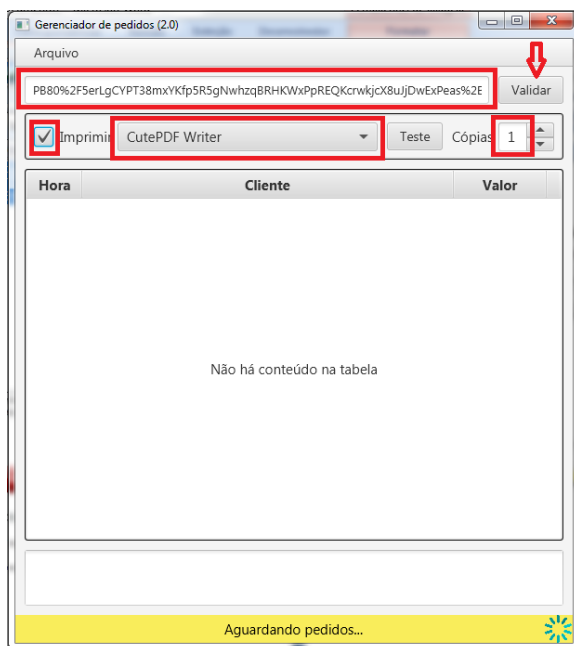 Gerenciador de pedidos (2.0)
Arquivo
PB80%2F5erLgCYPT38mxYKfp5R5gNwhzqBRHKWxPpREQKcrwkjcX8uJjDwExPeas%2E Validar
Imprimir CutePDF Writer Teste Cópias 1
Hora Cliente Valor
Não há conteúdo na tabela
Aguardando pedidos...